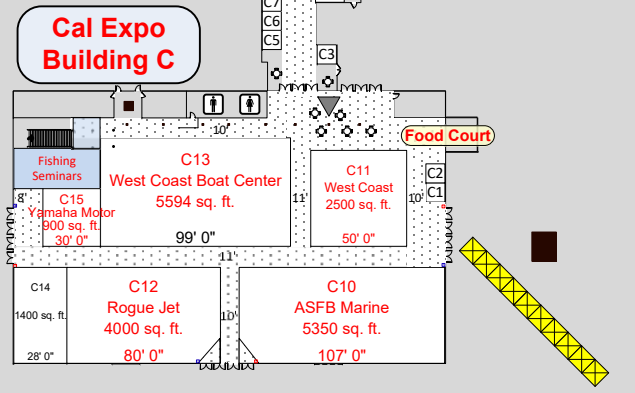 Cal Expo
Building C
C7
C6
C5
C3
10'
Food Court
Fishing
Seminars
C13
West Coast Boat Center
5594 sq. ft.
99' 0"
C11
West Coast
2500 sq. ft.
50' 0"
C2
C1
8'
C15
Yamaha Motor
900 sq. ft.
30' 0"
11'
10'
11'
C14
1400 sq. ft.
28' 0"
C12
Rogue Jet
4000 sq. ft.
80' 0"
10'
C10
ASFB Marine
5350 sq. ft.
107' 0"